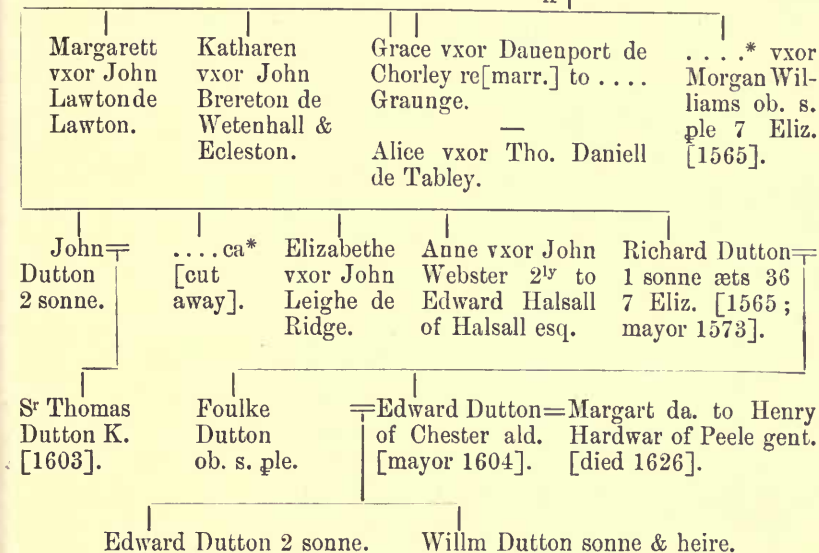 Margarett
vxor John
Lawton de
Lawton.
Katharen
vxor John
Brereton de
Wetenhall &
Ecleston.
Grace vxor Dauenport de
Chorley re[marr.] to . . . .
Graunge.
—
Alice vxor Tho. Daniell
de Tabley.
. . . .* vxor
Morgan Wil-
liams ob. s.
ꝑle 7 Eliz.
[1565].
John
Dutton
2 sonne.
. . . . ca*
[cut
away].
Elizabethe
vxor John
Leighe de
Ridge.
Anne vxor John
Webster 2ly to
Edward Halsall
of Halsall esq.
Richard Dutton
1 sonne æts 36
7 Eliz. [1565 ;
mayor 1573].
Sr Thomas
Dutton K.
[1603].
Foulke
Dutton
ob. s. ꝑle.
Edward Dutton
of Chester ald.
[mayor 1604].
Margart da. to Henry
Hardwar of Peele gent.
[died 1626].
Edward Dutton 2 sonne.
Willm Dutton sonne & heire.